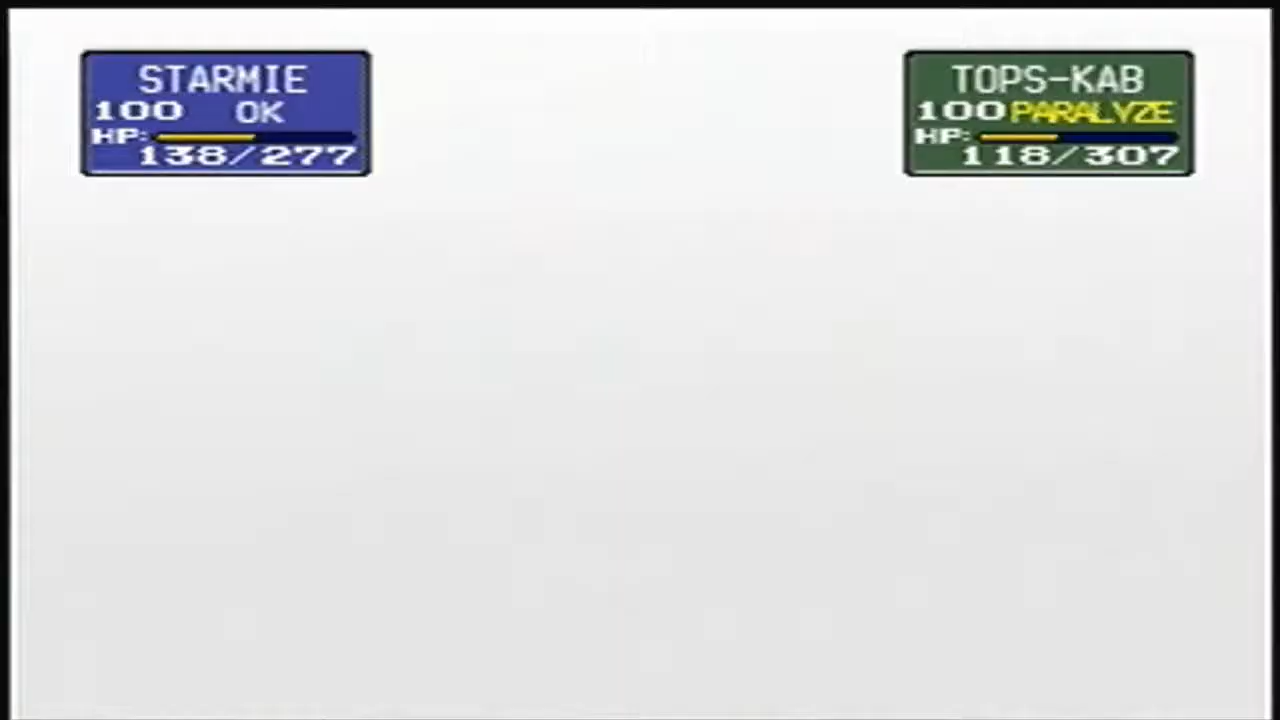 STARMIE
100 OK
HP:
138/277
TOPS-KAB
100 PARALYZE
HP:
118/307